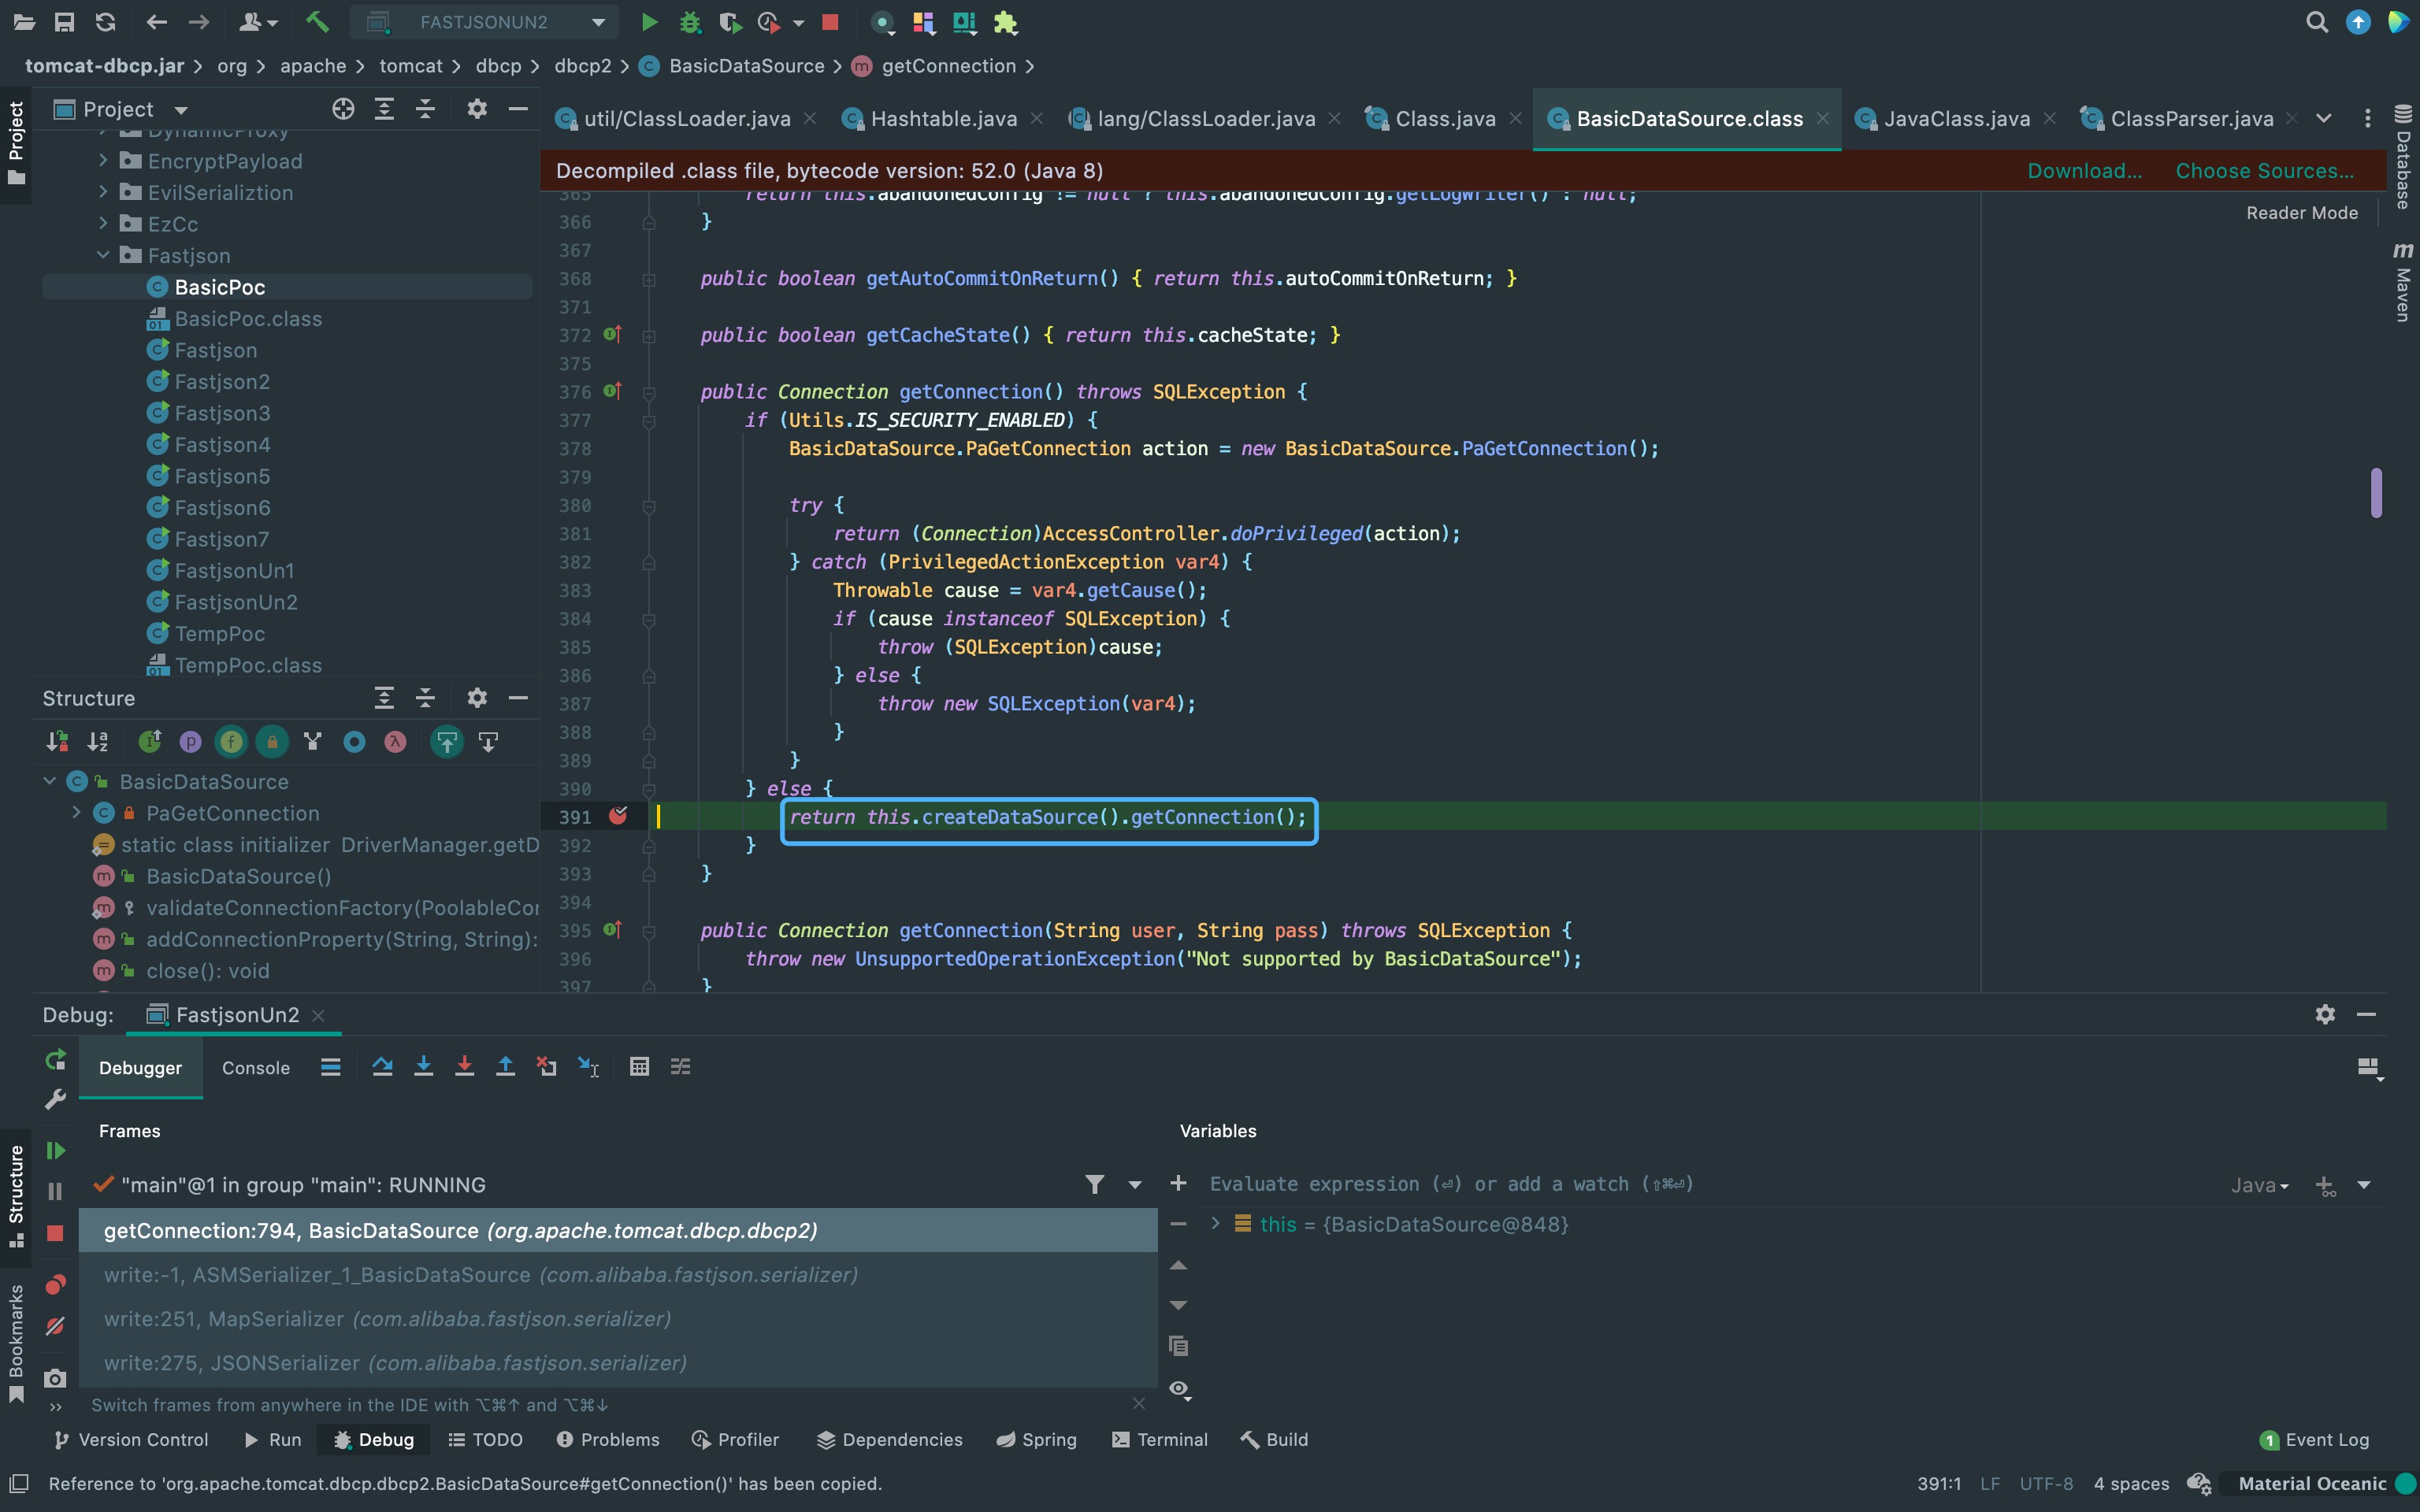 FASTJSONUN2
tomcat-dbcp.jar > org > apache > tomcat > dbcp > dbcp2 > BasicDataSource > getConnection >
Project
util/ClassLoader.java
Hashtable.java
lang/ClassLoader.java
Class.java
BasicDataSource.class
JavaClass.java
ClassParser.java
Project
DynamicProxy
EncryptPayload
EvilSerializtion
EzCc
Fastjson
BasicPoc
BasicPoc.class
Fastjson
Fastjson2
Fastjson3
Fastjson4
Fastjson5
Fastjson6
Fastjson7
FastjsonUn1
FastjsonUn2
TempPoc
TempPoc.class
Decompiled .class file, bytecode version: 52.0 (Java 8)
Download...
Choose Sources...
Reader Mode
Database
Maven
365 return this.abandonedConfig != null ? this.abandonedConfig.getLogWriter() : null;
366 }
367
368 public boolean getAutoCommitOnReturn() { return this.autoCommitOnReturn; }
371
372 public boolean getCacheState() { return this.cacheState; }
375
376 public Connection getConnection() throws SQLException {
377 if (Utils.IS_SECURITY_ENABLED) {
378 BasicDataSource.PaGetConnection action = new BasicDataSource.PaGetConnection();
379
380 try {
381 return (Connection)AccessController.doPrivileged(action);
382 } catch (PrivilegedActionException var4) {
383 Throwable cause = var4.getCause();
384 if (cause instanceof SQLException) {
385 throw (SQLException)cause;
386 } else {
387 throw new SQLException(var4);
388 }
389 }
390 } else {
391 return this.createDataSource().getConnection();
392 }
393 }
394
395 public Connection getConnection(String user, String pass) throws SQLException {
396 throw new UnsupportedOperationException("Not supported by BasicDataSource");
397 }
Structure
BasicDataSource
PaGetConnection
static class initializer DriverManager.getD
BasicDataSource()
validateConnectionFactory(PoolableCon
addConnectionProperty(String, String):
close(): void
Debug:
FastjsonUn2
Debugger
Console
Frames
Variables
"main"@1 in group "main": RUNNING
Evaluate expression (⏎) or add a watch (⇧⌘⏎)
Java
getConnection:794, BasicDataSource (org.apache.tomcat.dbcp.dbcp2)
this = {BasicDataSource@848}
write:-1, ASMSerializer_1_BasicDataSource (com.alibaba.fastjson.serializer)
write:251, MapSerializer (com.alibaba.fastjson.serializer)
write:275, JSONSerializer (com.alibaba.fastjson.serializer)
Switch frames from anywhere in the IDE with ⌥⌘↑ and ⌥⌘↓
Structure
Bookmarks
Version Control
Run
Debug
TODO
Problems
Profiler
Dependencies
Spring
Terminal
Build
1 Event Log
Reference to 'org.apache.tomcat.dbcp.dbcp2.BasicDataSource#getConnection()' has been copied.
391:1 LF UTF-8 4 spaces
Material Oceanic